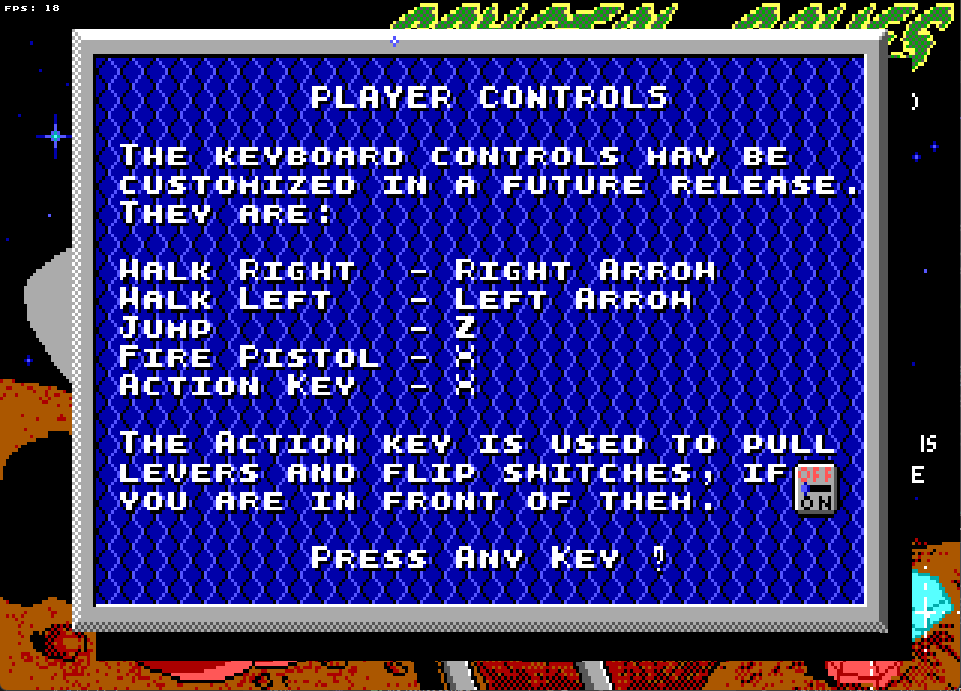 FPS: 18
PLAYER CONTROLS
THE KEYBOARD CONTROLS MAY BE
CUSTOMIZED IN A FUTURE RELEASE.
THEY ARE:
WALK RIGHT - RIGHT ARROW
WALK LEFT - LEFT ARROW
JUMP - Z
FIRE PISTOL - X
ACTION KEY - X
THE ACTION KEY IS USED TO PULL
LEVERS AND FLIP SWITCHES, IF
YOU ARE IN FRONT OF THEM.
OFF
ON
PRESS ANY KEY !
)
IS
E